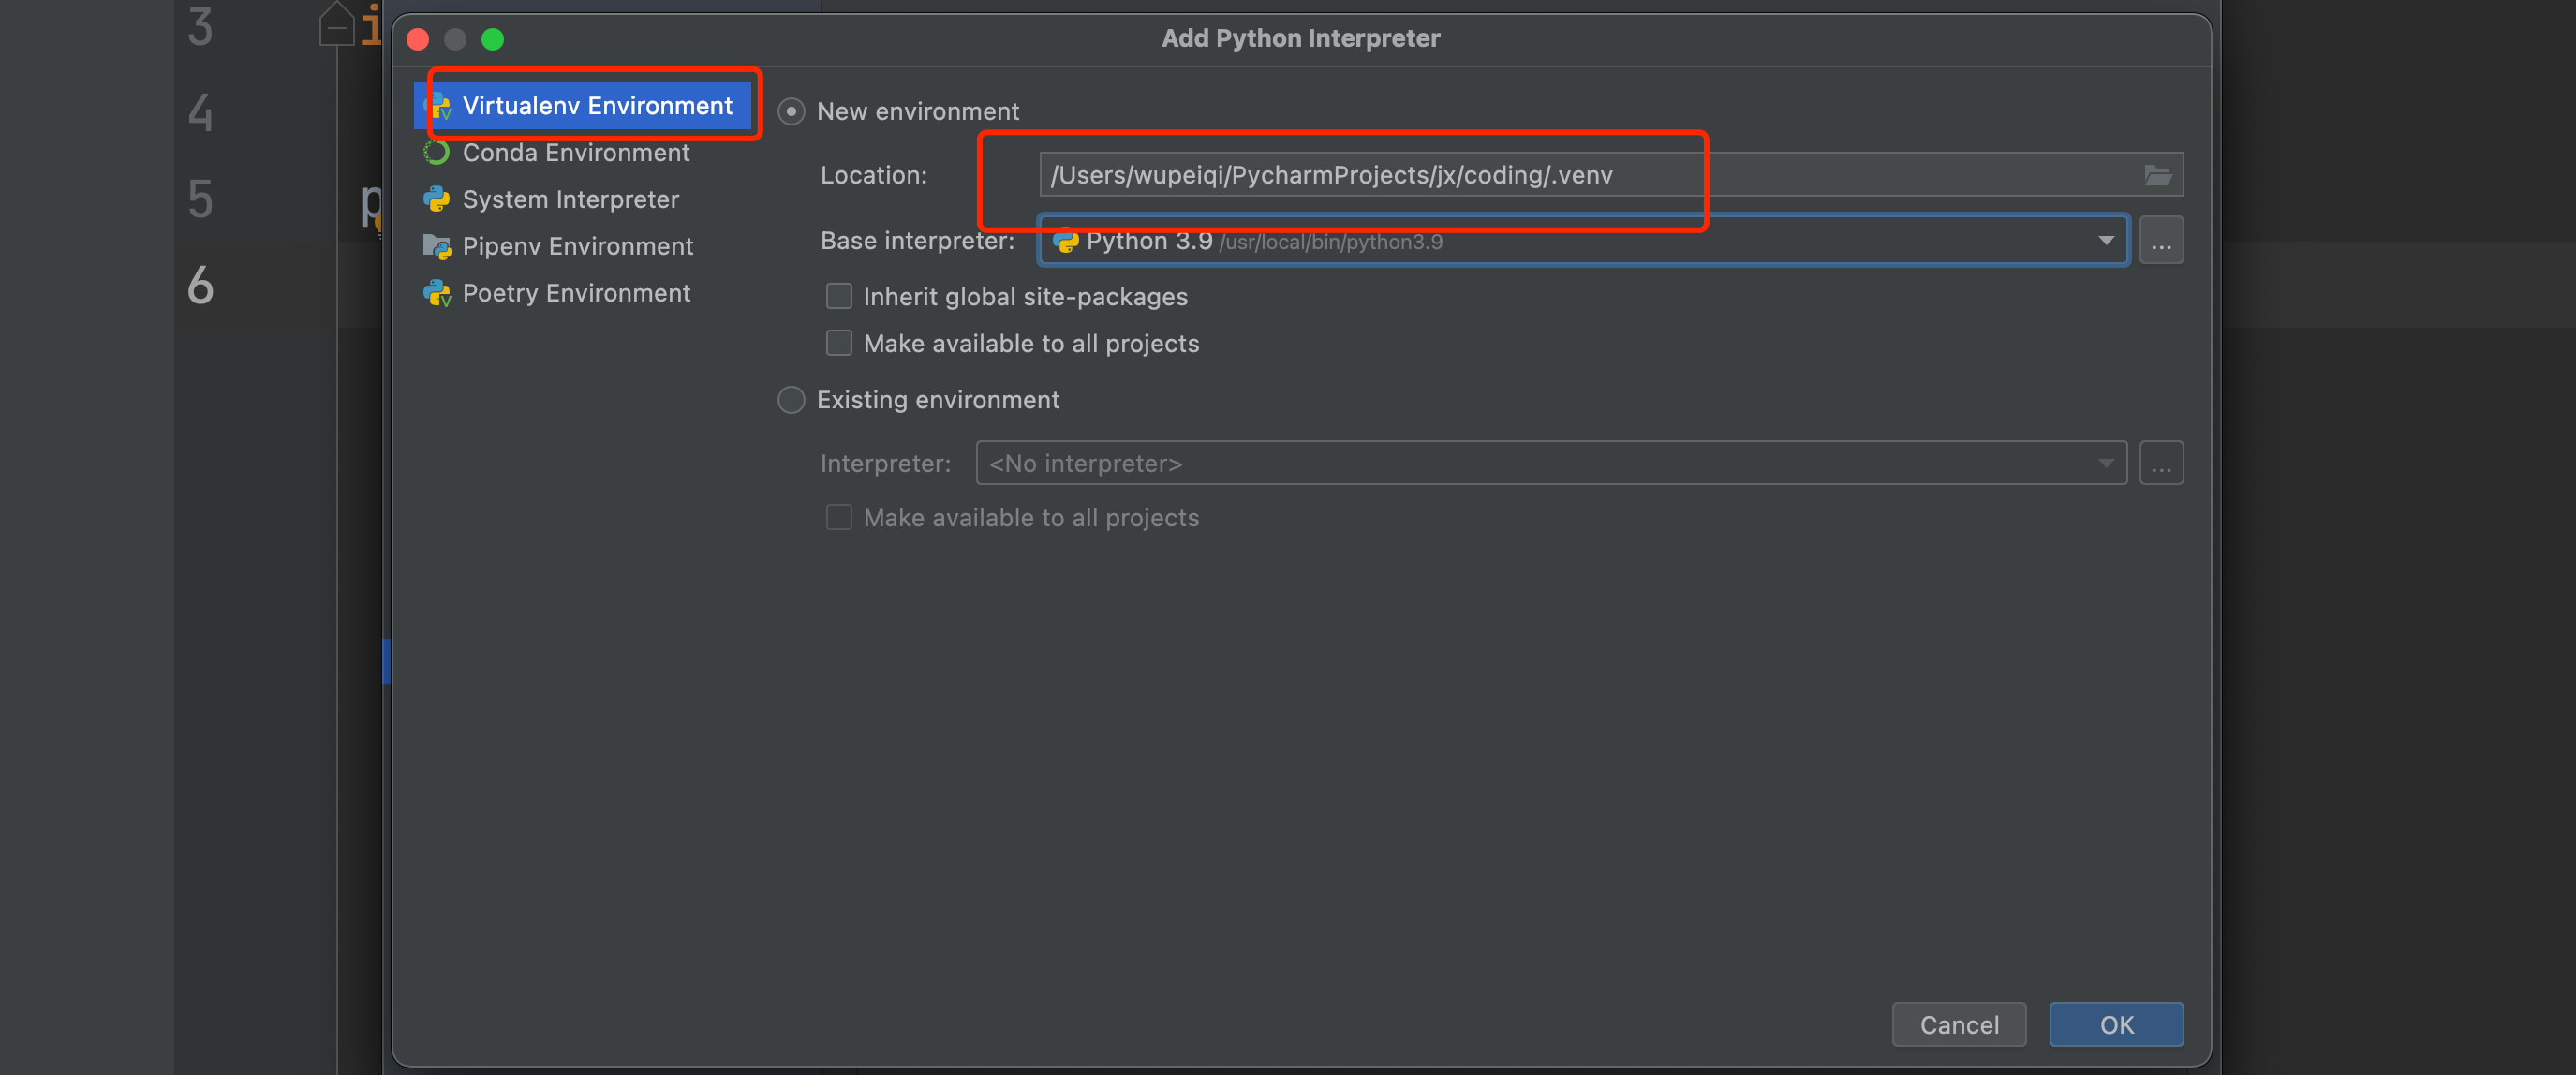 Add Python Interpreter
3
i
4
5
p
6
Virtualenv Environment
Conda Environment
System Interpreter
Pipenv Environment
Poetry Environment
New environment
Location: /Users/wupeiqi/PycharmProjects/jx/coding/.venv
Base interpreter: Python 3.9 /usr/local/bin/python3.9 ...
Inherit global site-packages
Make available to all projects
Existing environment
Interpreter: <No interpreter> ...
Make available to all projects
Cancel OK